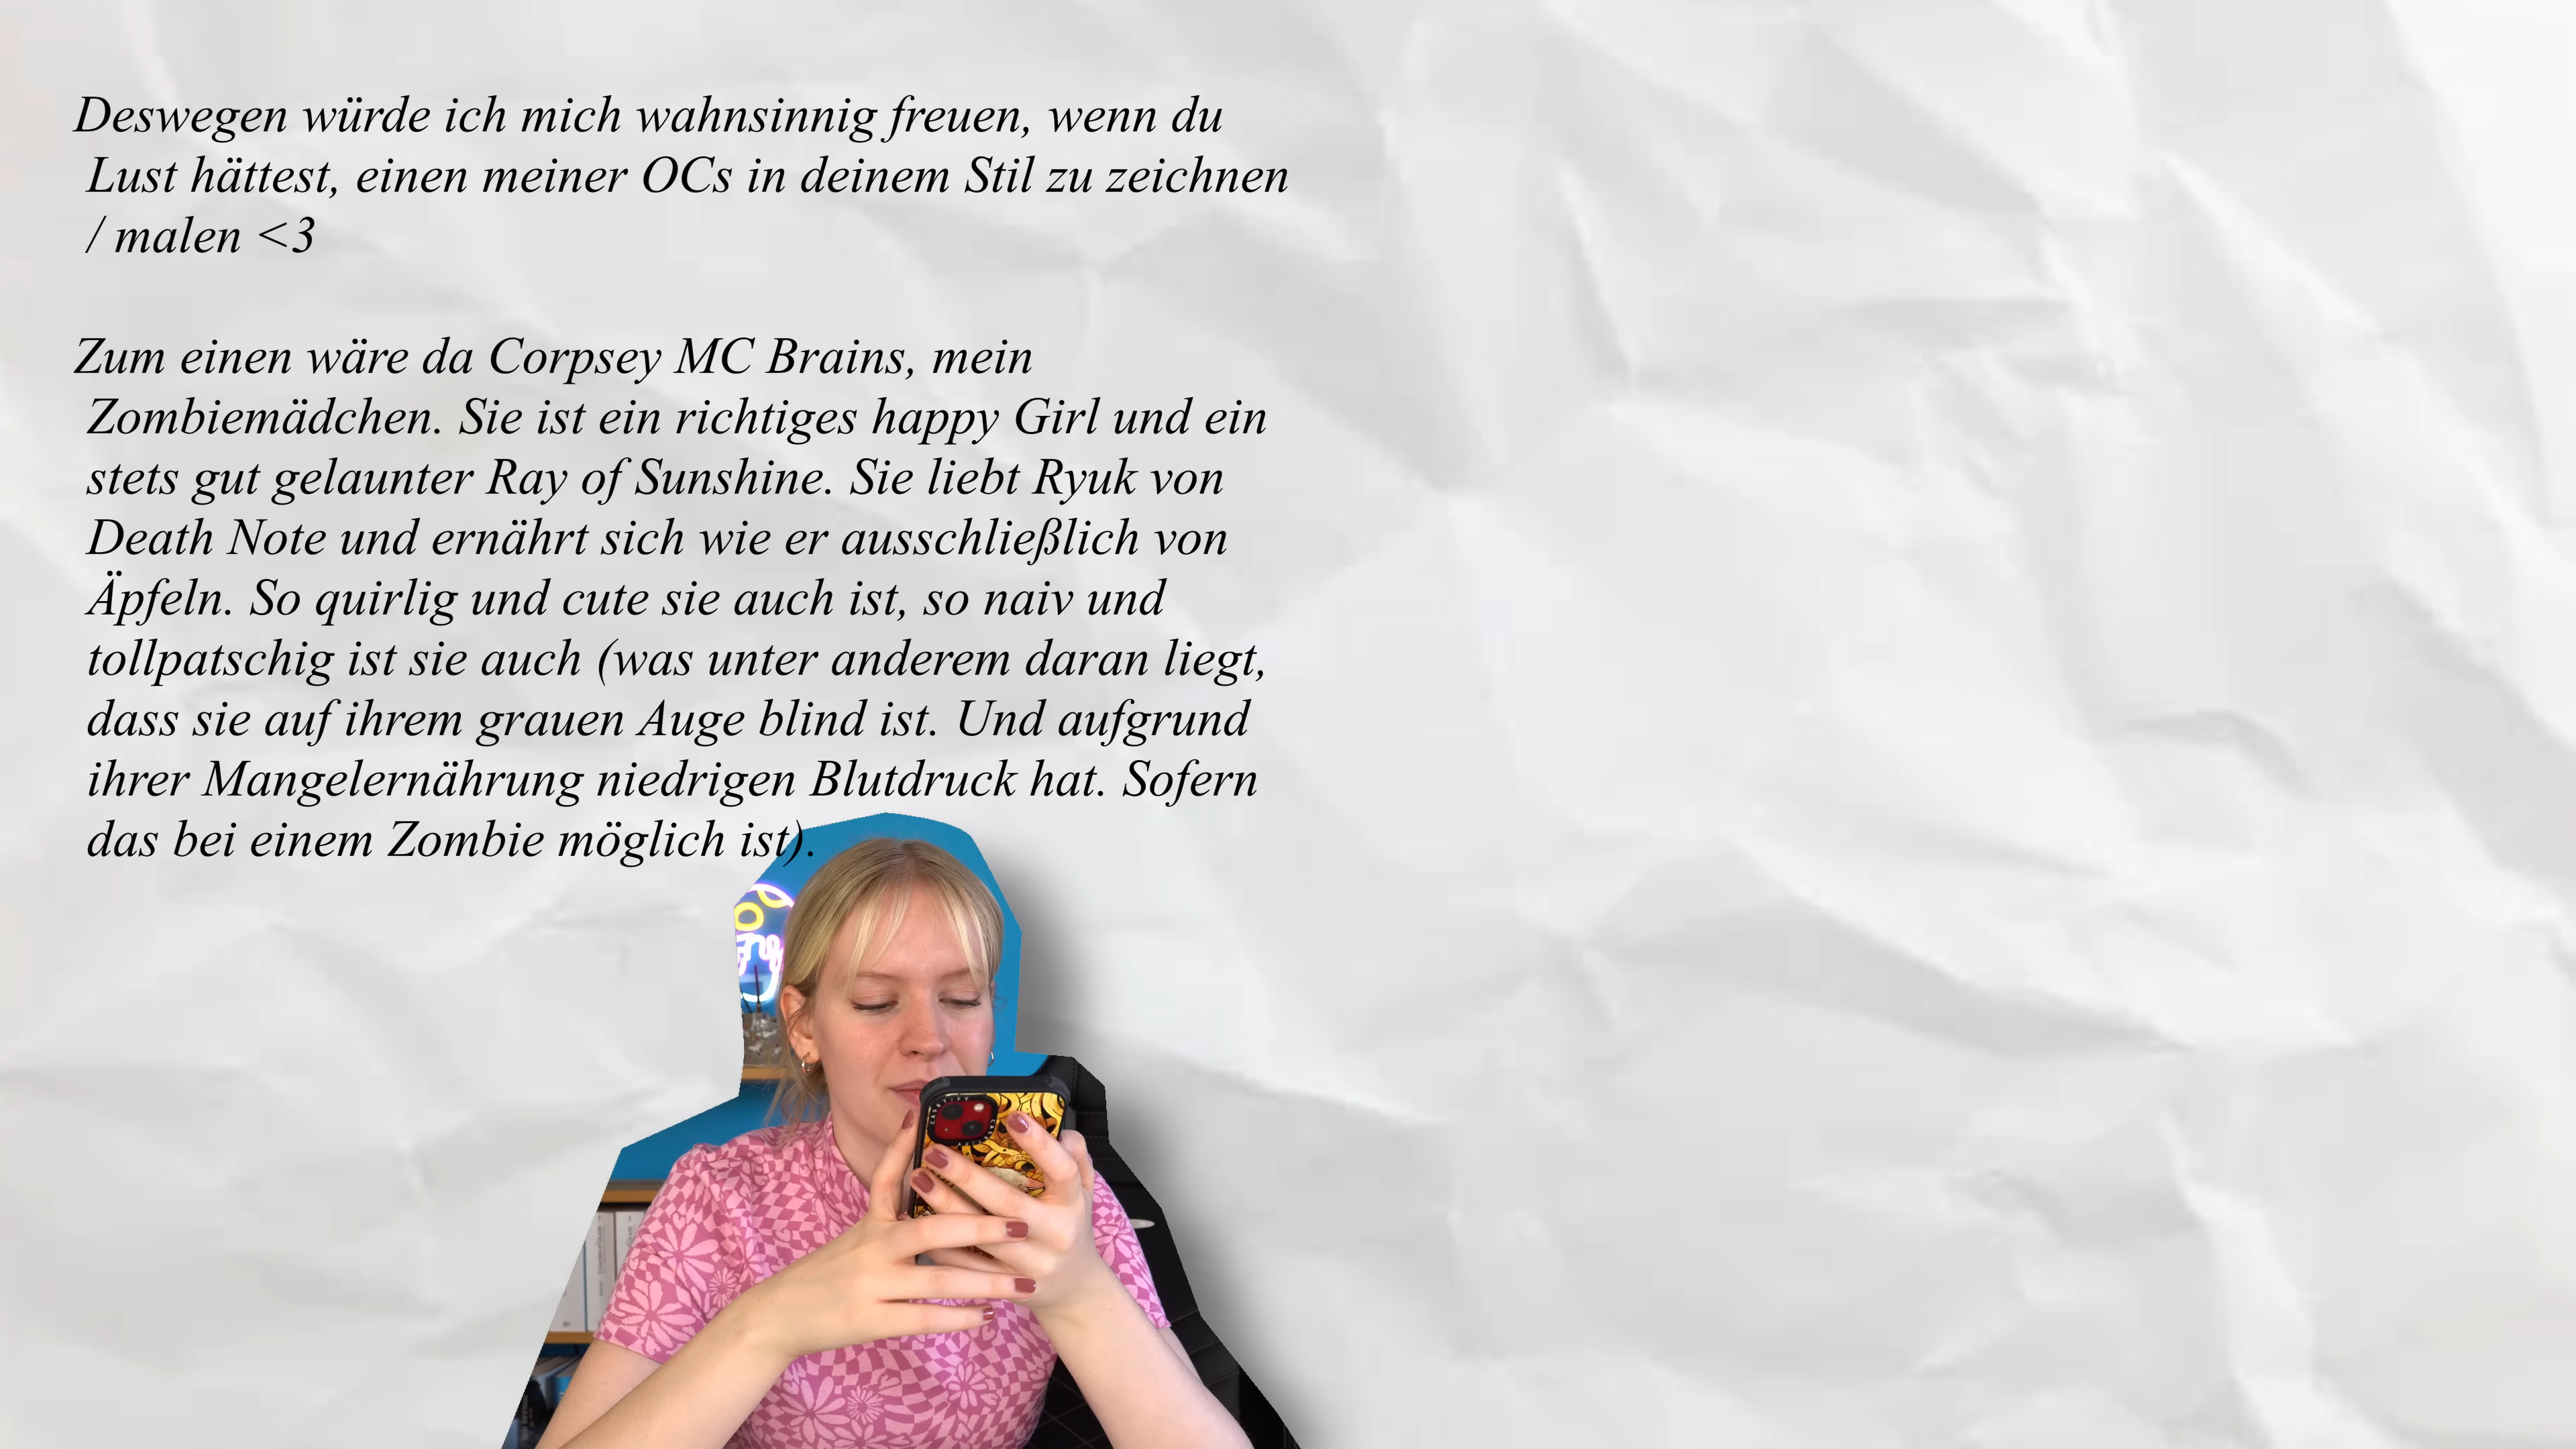 Deswegen würde ich mich wahnsinnig freuen, wenn du
Lust hättest, einen meiner OCs in deinem Stil zu zeichnen
/ malen <3
Zum einen wäre da Corpsey MC Brains, mein
Zombiemädchen. Sie ist ein richtiges happy Girl und ein
stets gut gelaunter Ray of Sunshine. Sie liebt Ryuk von
Death Note und ernährt sich wie er ausschließlich von
Äpfeln. So quirlig und cute sie auch ist, so naiv und
tollpatschig ist sie auch (was unter anderem daran liegt,
dass sie auf ihrem grauen Auge blind ist. Und aufgrund
ihrer Mangelernährung niedrigen Blutdruck hat. Sofern
das bei einem Zombie möglich ist).